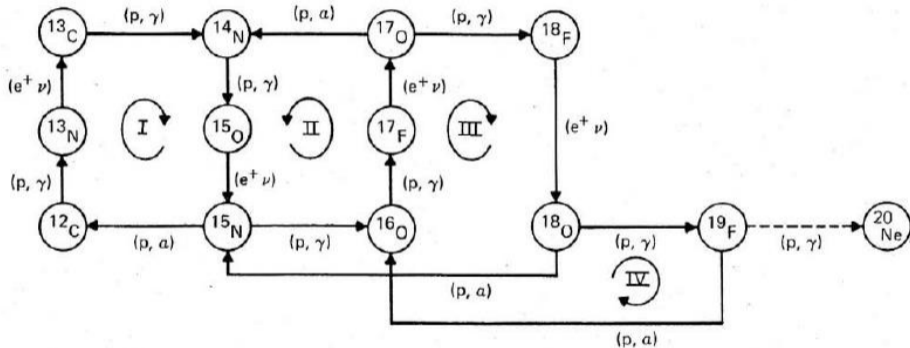 13C (p, γ) 14N (p, a) 17O (p, γ) 18F
(e+ ν) (p, γ) (e+ ν)
13N I 15O II 17F III (e+ ν)
(p, γ) (e+ ν) (p, γ)
12C (p, a) 15N (p, γ) 16O 18O (p, γ) 19F (p, γ) 20Ne
(p, a) IV
(p, a)